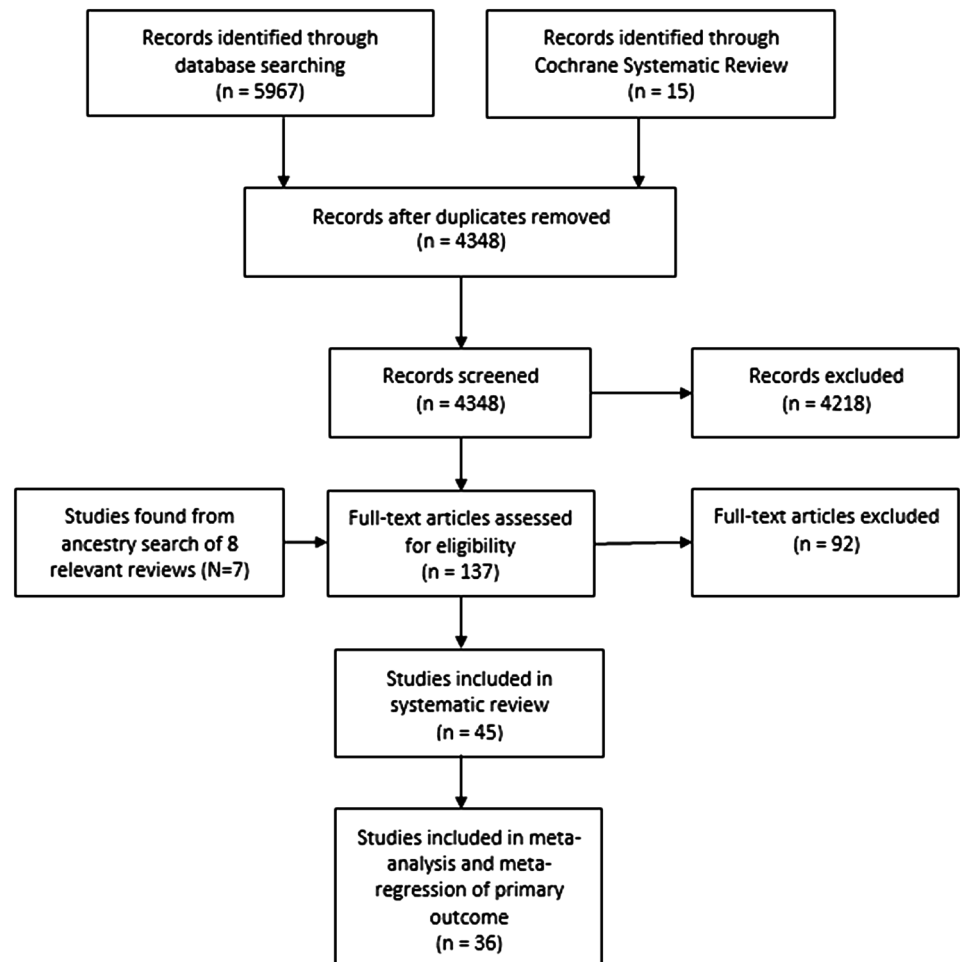 Records identified through
database searching
(n = 5967)
Records identified through
Cochrane Systematic Review
(n = 15)
Records after duplicates removed
(n = 4348)
Records screened
(n = 4348)
Records excluded
(n = 4218)
Studies found from
ancestry search of 8
relevant reviews (N=7)
Full-text articles assessed
for eligibility
(n = 137)
Full-text articles excluded
(n = 92)
Studies included in
systematic review
(n = 45)
Studies included in meta-
analysis and meta-
regression of primary
outcome
(n = 36)